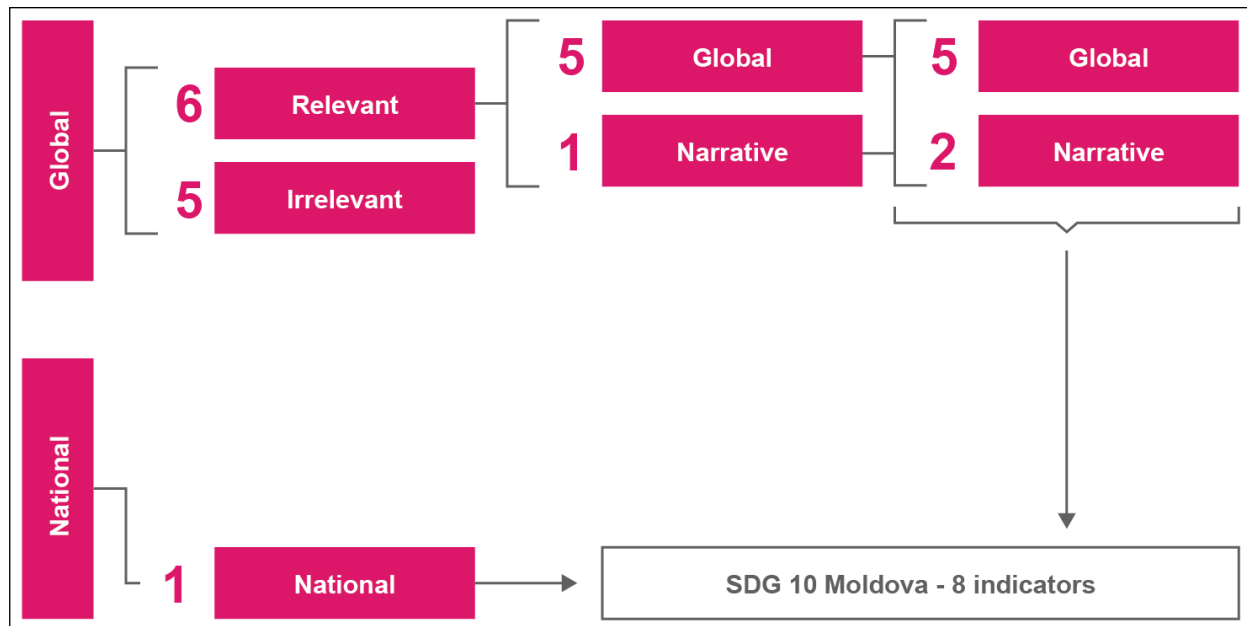 Global
6
Relevant
5
Irrelevant
5
Global
1
Narrative
5
Global
2
Narrative
National
1
National
SDG 10 Moldova - 8 indicators